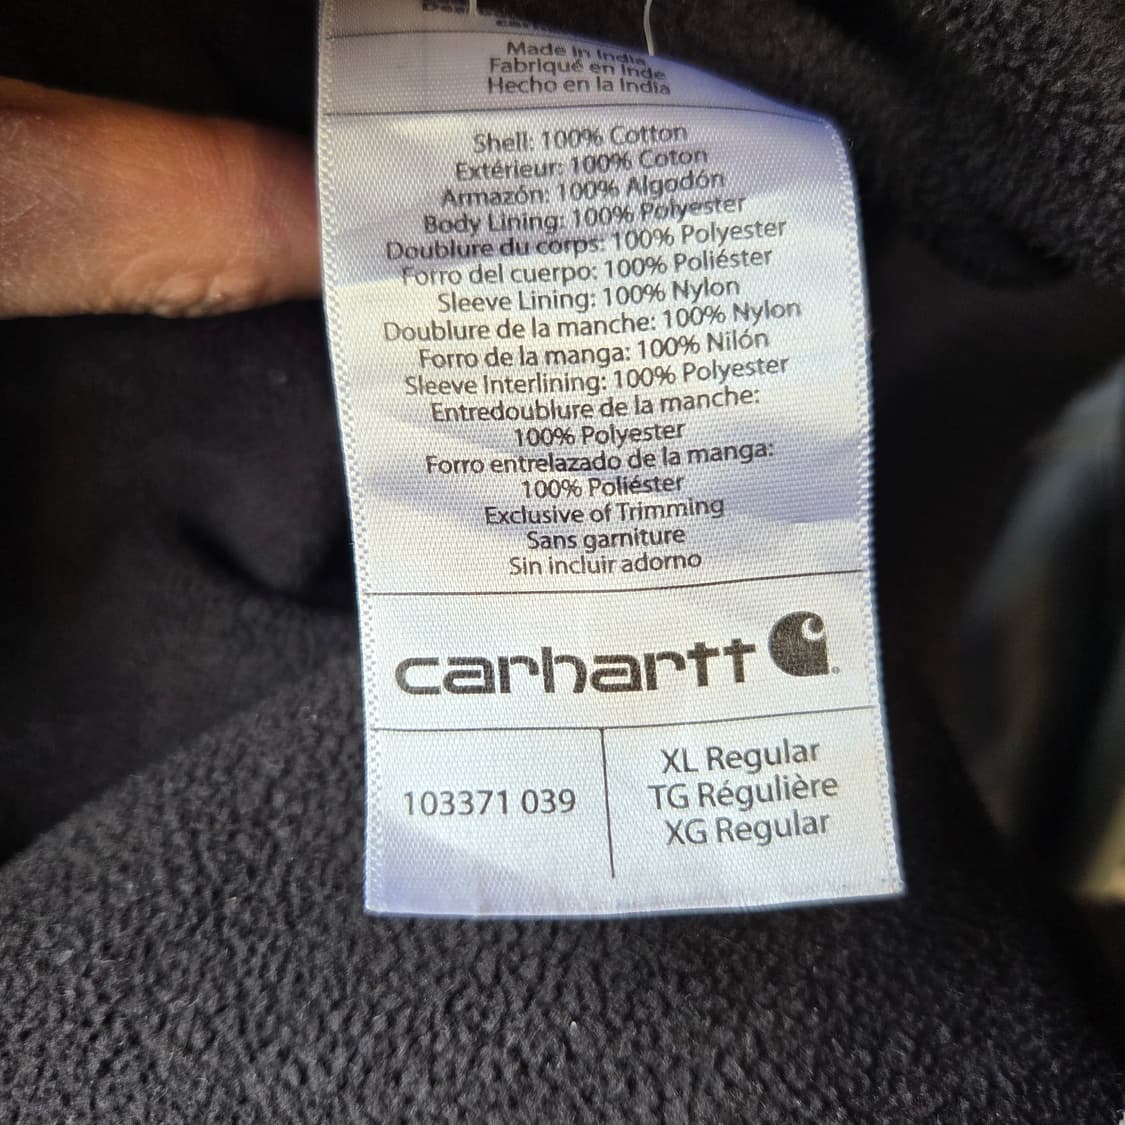 Made in India
Fabriqué en Inde
Hecho en la India
Shell: 100% Cotton
Extérieur: 100% Coton
Armazón: 100% Algodón
Body Lining: 100% Polyester
Doublure du corps: 100% Polyester
Forro del cuerpo: 100% Poliéster
Sleeve Lining: 100% Nylon
Doublure de la manche: 100% Nylon
Forro de la manga: 100% Nilón
Sleeve Interlining: 100% Polyester
Entredoublure de la manche:
100% Polyester
Forro entrelazado de la manga:
100% Poliéster
Exclusive of Trimming
Sans garniture
Sin incluir adorno
carhartt
103371 039
XL Regular
TG Régulière
XG Regular